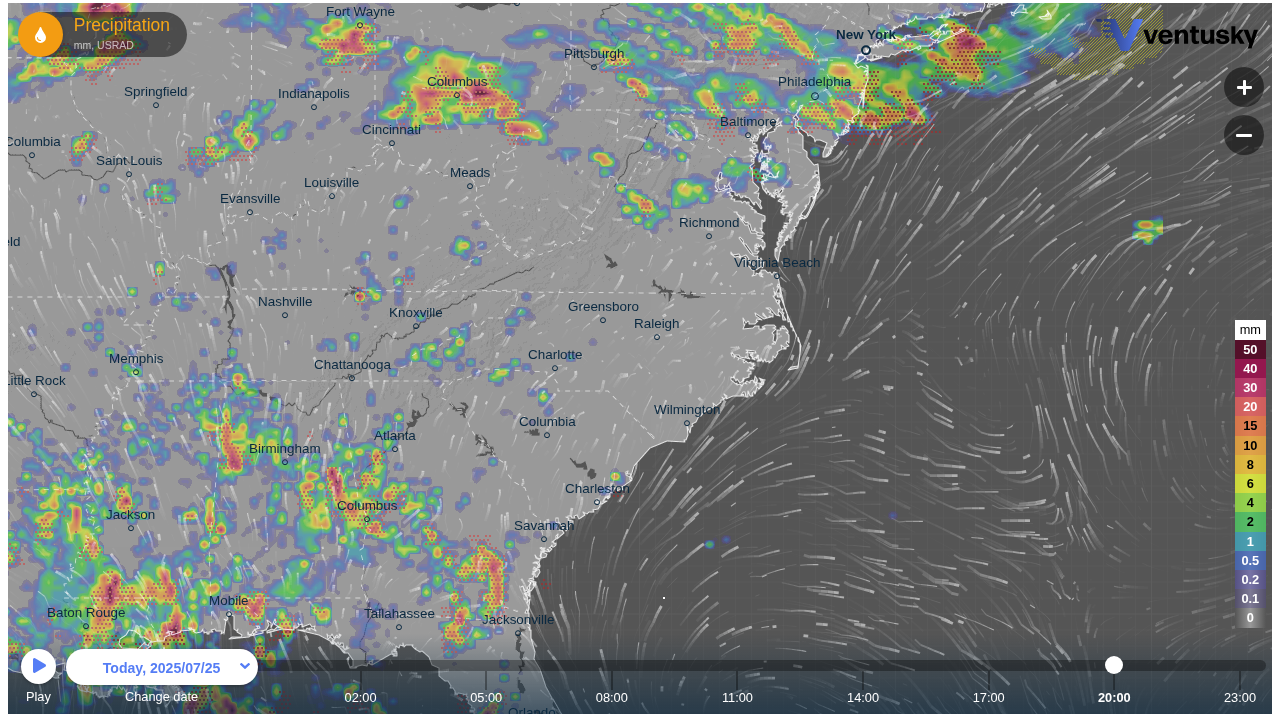 Fort Wayne
Precipitation
mm, USRAD
New York
ventusky
Pittsburgh
Columbus
Philadelphia
Springfield
Indianapolis
Baltimore
Cincinnati
Columbia
Saint Louis
Meads
Louisville
Evansville
Richmond
eld
Virginia Beach
Nashville
Knoxville
Greensboro
Raleigh
mm
50
Memphis
Chattanooga
Charlotte
40
Little Rock
30
Wilmington
20
Columbia
15
Atlanta
Birmingham
10
8
Charleston
6
Columbus
4
Jackson
Savannah
2
1
0.5
0.2
Mobile
0.1
Baton Rouge
Tallahassee
Jacksonville
0
Today, 2025/07/25
Play
Change date
02:00
05:00
08:00
11:00
14:00
17:00
20:00
23:00
Orlando